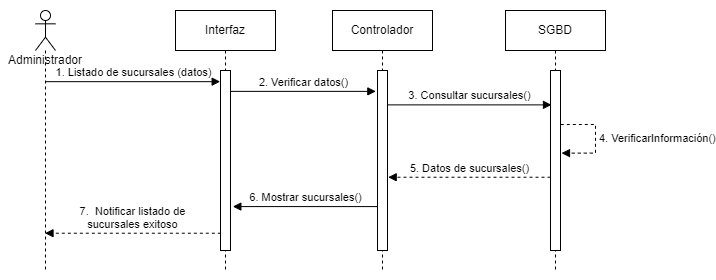 Interfaz
Controlador
SGBD
Administrador
1. Listado de sucursales (datos)
2. Verificar datos()
3. Consultar sucursales()
4. VerificarInformación()
5. Datos de sucursales()
6. Mostrar sucursales()
7.  Notificar listado de
sucursales exitoso